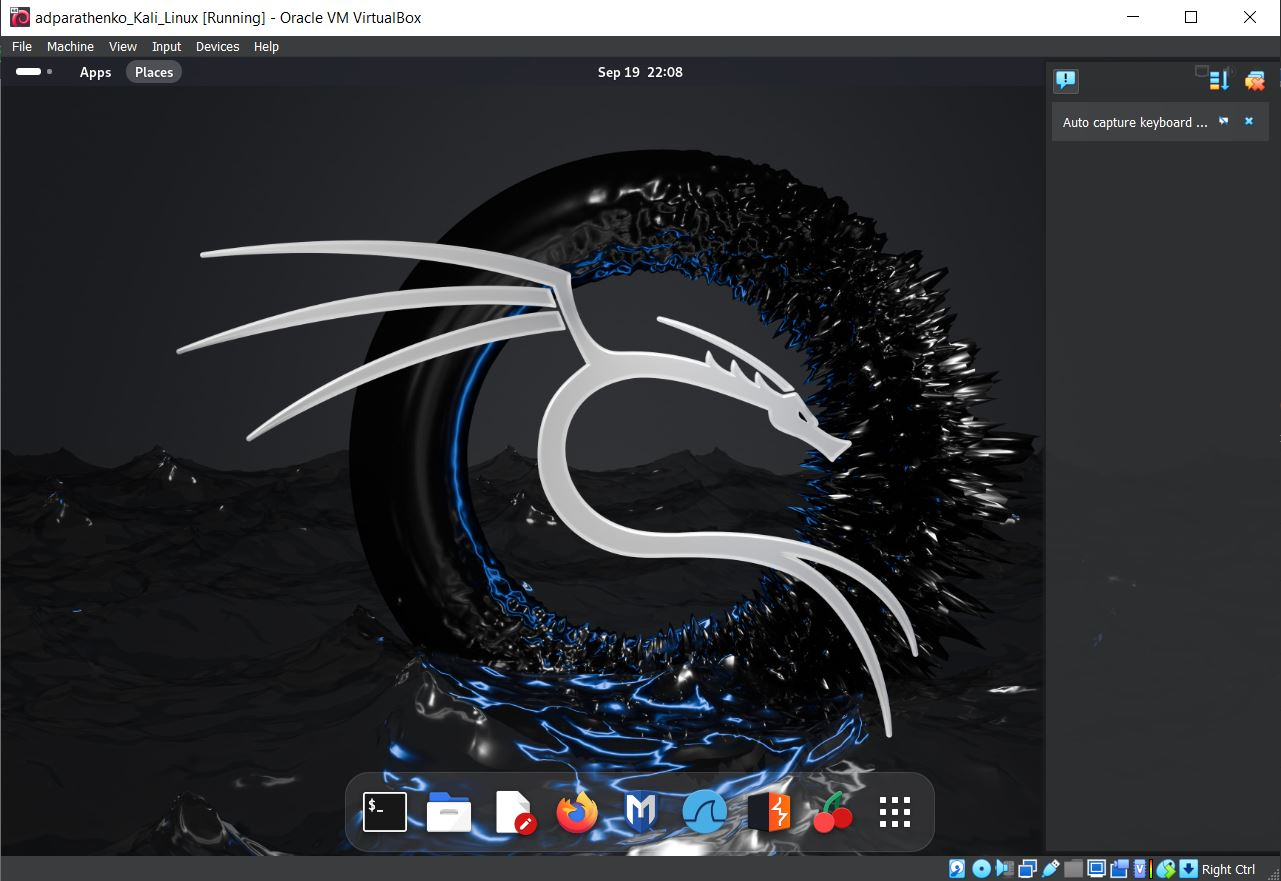 adparathenko_Kali_Linux [Running] - Oracle VM VirtualBox
File Machine View Input Devices Help
Apps Places Sep 19 22:08
Auto capture keyboard ...
$_
Right Ctrl